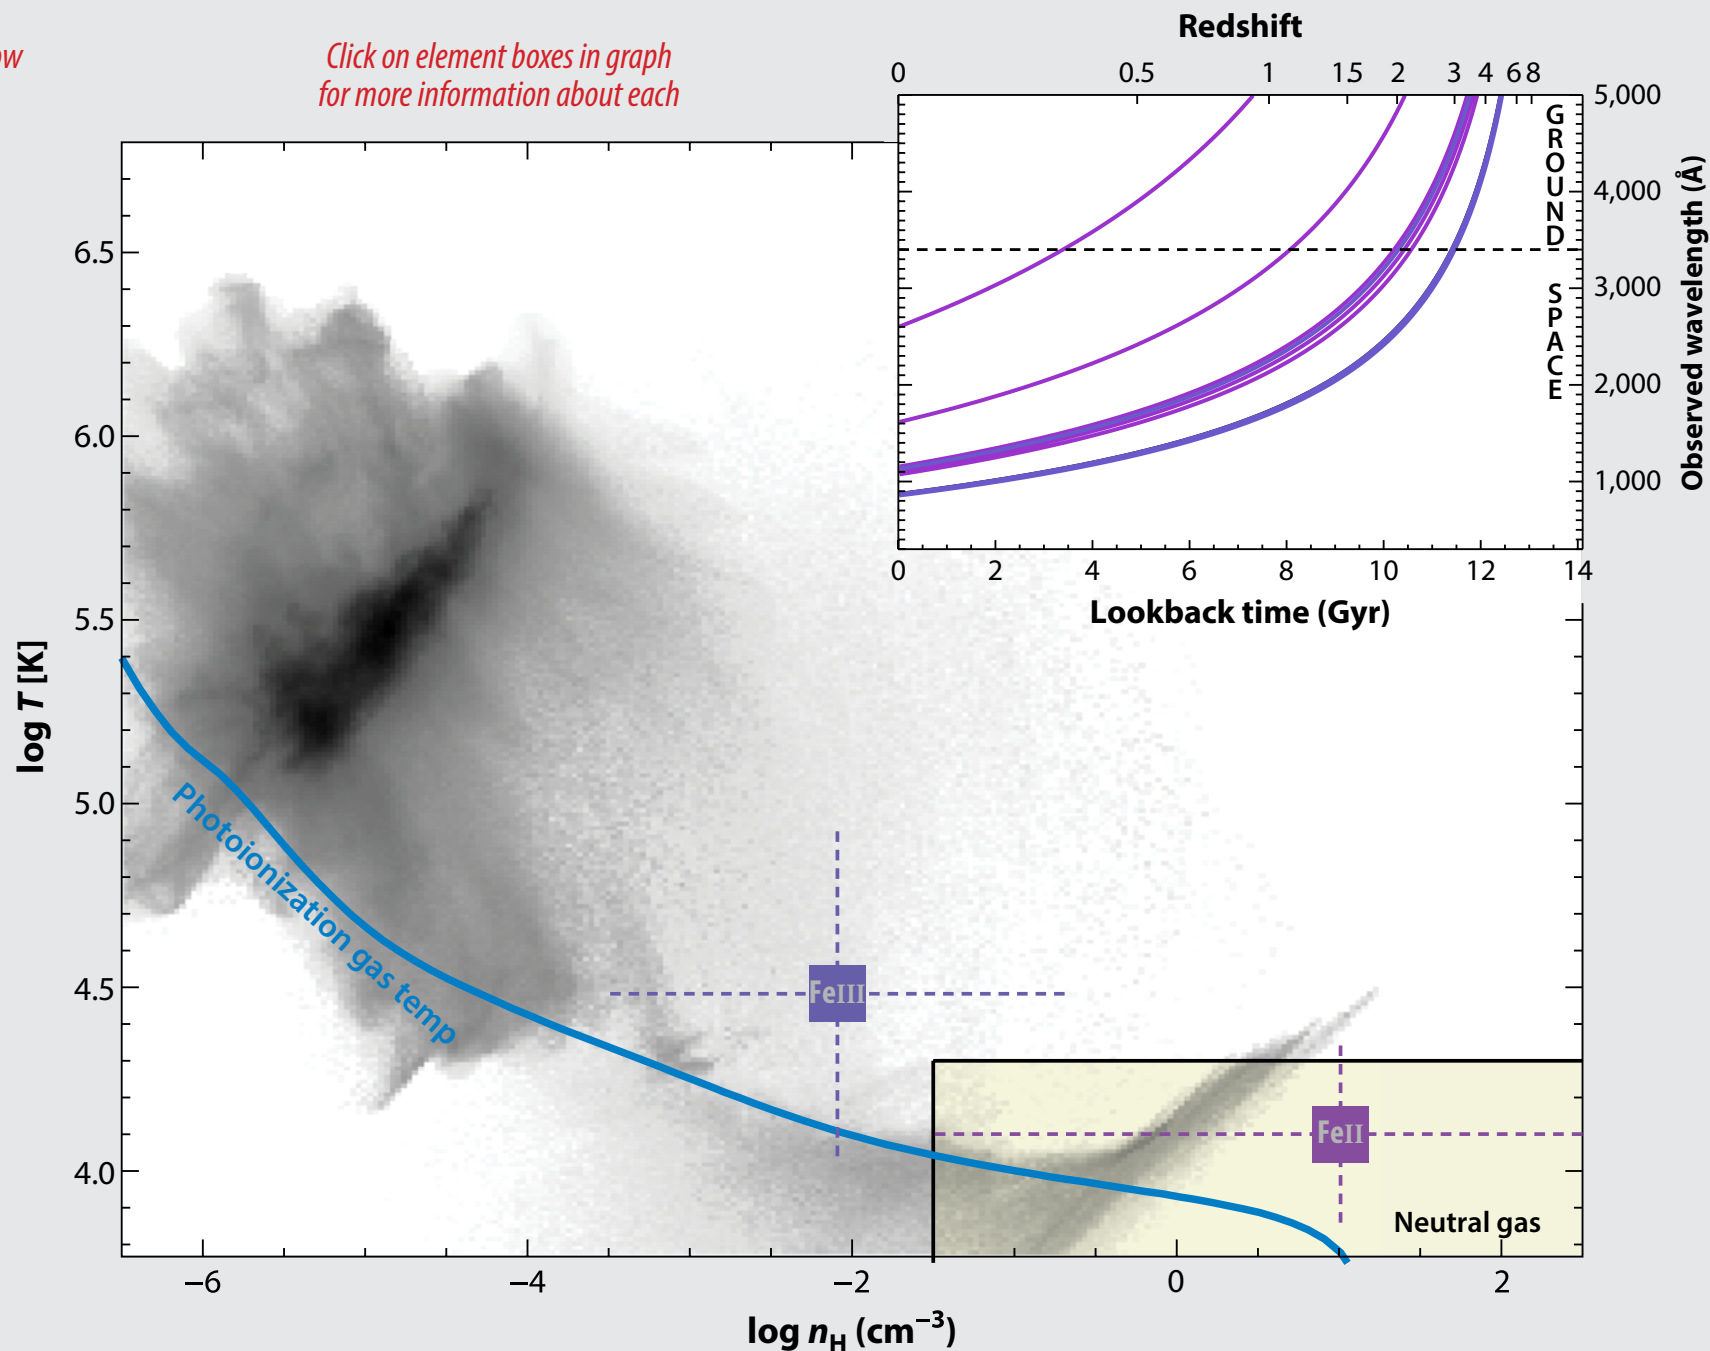 ow
Click on element boxes in graph
for more information about each
Redshift
0 0.5 1 15 2 3 4 6 8
5,000
4,000
3,000
2,000
1,000
Observed wavelength (Å)
GROUND
SPACE
0 2 4 6 8 10 12 14
Lookback time (Gyr)
6.5
6.0
5.5
5.0
4.5
4.0
log T [K]
Photoionization gas temp
FeIII
FeII
Neutral gas
−6 −4 −2 0 2
log nH (cm−3)